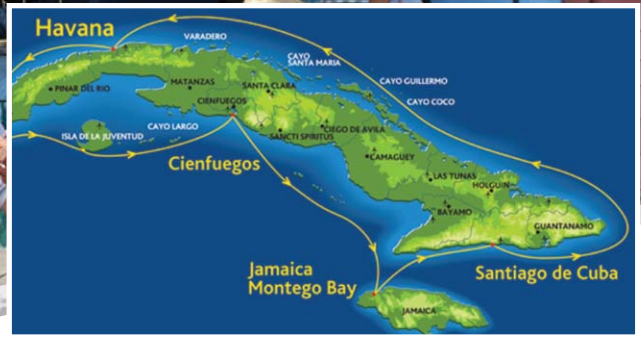 Havana
VARADERO
CAYO
SANTA MARIA
CAYO GUILLERMO
CAYO COCO
PINAR DEL RIO
MATANZAS
SANTA CLARA
CIENFUEGOS
ISLA DE LA JUVENTUD
CAYO LARGO
SANCTI SPIRITUS
CIEGO DE AVILA
Cienfuegos
CAMAGUEY
LAS TUNAS
HOLGUIN
BAYAMO
GUANTANAMO
Jamaica
Montego Bay
Santiago de Cuba
JAMAICA